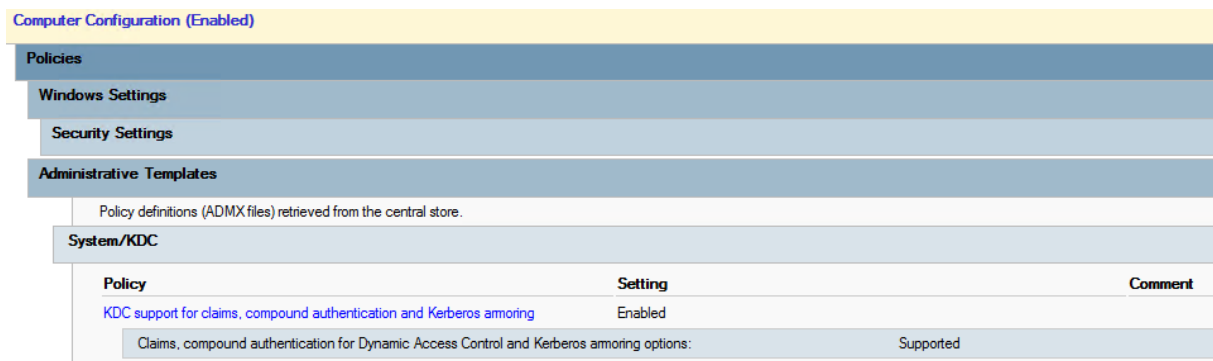 Computer Configuration (Enabled)
Policies
Windows Settings
Security Settings
Administrative Templates
Policy definitions (ADMX files) retrieved from the central store.
System/KDC
Policy Setting Comment
KDC support for claims, compound authentication and Kerberos armoring Enabled
Claims, compound authentication for Dynamic Access Control and Kerberos armoring options: Supported